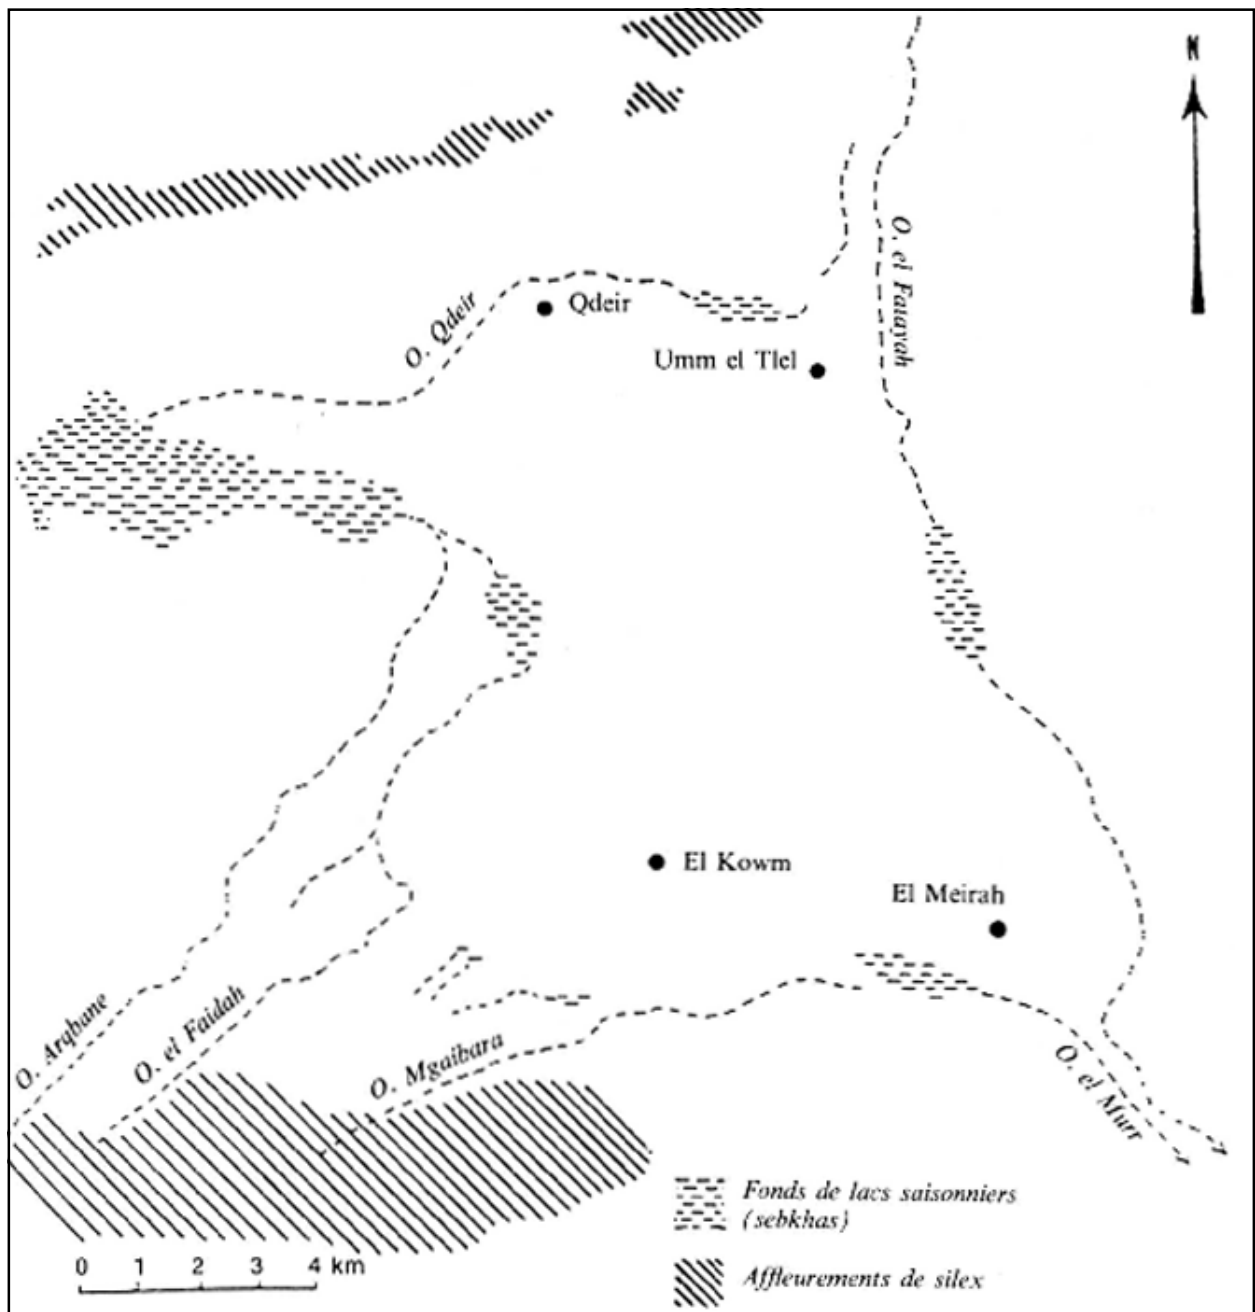 N
O. el Fatayah
O. Qdeir
Qdeir
Umm el Tlel
El Kowm
El Meirah
O. Arqbane
O. el Faidah
O. Mgaibara
O. el Murr
Fonds de lacs saisonniers
(sebkhas)
0 1 2 3 4 km
Affleurements de silex